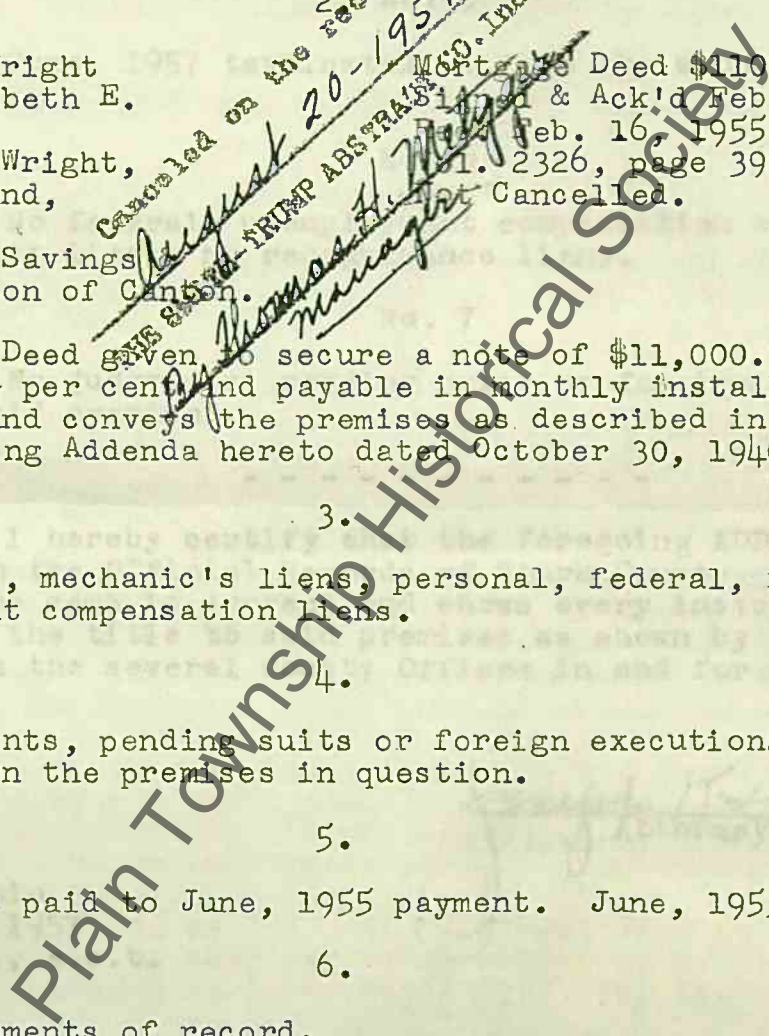 right
beth E.
Wright,
nd,
Savings
on of Canton.
Mortgage Deed $110
Signed & Ack'd Feb
Rec'd Feb. 16, 1955
Vol. 2326, page 39
Not Cancelled.
Canceled on the rec
August 20-195
THE SMITH-TRUMP ABSTRACT CO. Inc
By Thomas H. Metzger
Manager
Deed given to secure a note of $11,000.
per cent and payable in monthly instal
nd conveys the premises as described in
ng Addenda hereto dated October 30, 194
3.
, mechanic's liens, personal, federal,
t compensation liens.
4.
nts, pending suits or foreign execution
n the premises in question.
5.
paid to June, 1955 payment. June, 195
6.
ments of record.
Plain Township Historical Society